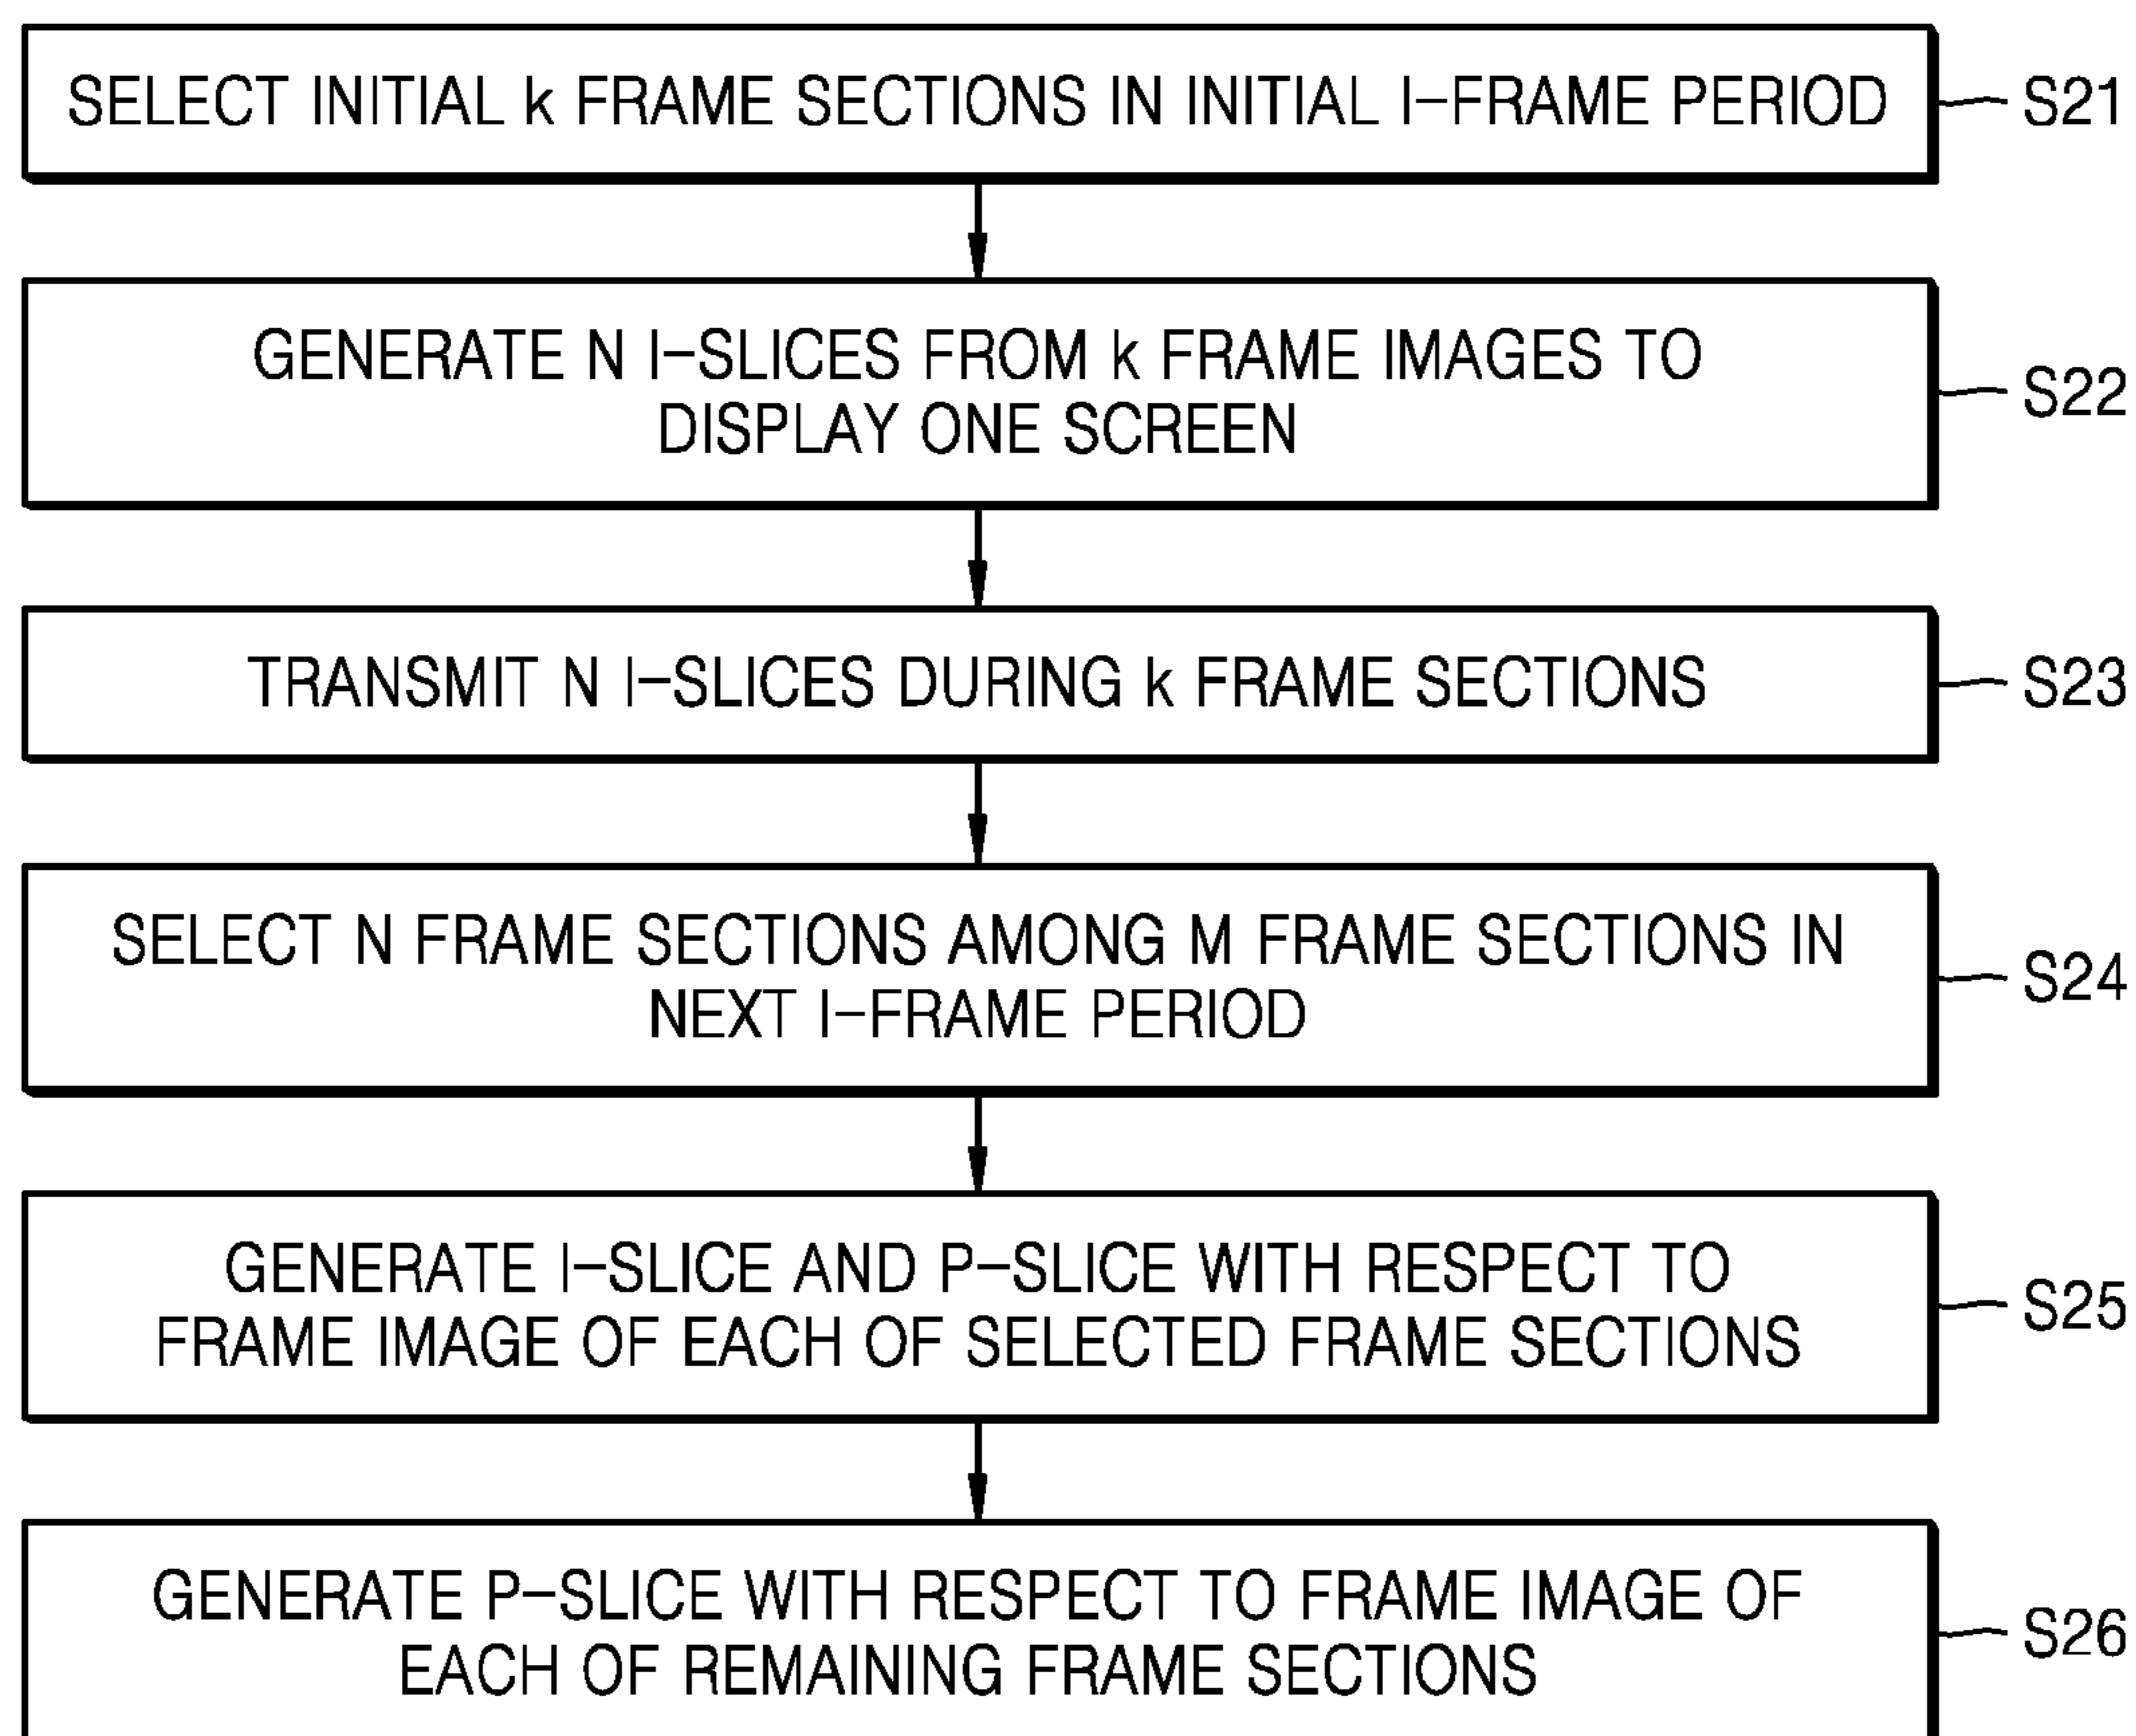 SELECT INITIAL k FRAME SECTIONS IN INITIAL I-FRAME PERIOD
S21
GENERATE N I-SLICES FROM k FRAME IMAGES TO
DISPLAY ONE SCREEN
S22
TRANSMIT N I-SLICES DURING k FRAME SECTIONS
S23
SELECT N FRAME SECTIONS AMONG M FRAME SECTIONS IN
NEXT I-FRAME PERIOD
S24
GENERATE I-SLICE AND P-SLICE WITH RESPECT TO
FRAME IMAGE OF EACH OF SELECTED FRAME SECTIONS
S25
GENERATE P-SLICE WITH RESPECT TO FRAME IMAGE OF
EACH OF REMAINING FRAME SECTIONS
S26